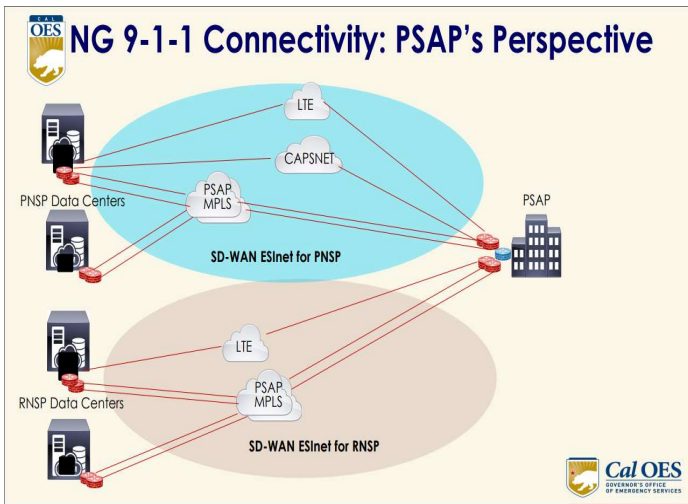 CAL
OES
NG 9-1-1 Connectivity: PSAP's Perspective
LTE
CAPSNET
PNSP Data Centers
PSAP
MPLS
PSAP
SD-WAN ESInet for PNSP
LTE
RNSP Data Centers
PSAP
MPLS
SD-WAN ESInet for RNSP
Cal OES
GOVERNOR'S OFFICE
OF EMERGENCY SERVICES